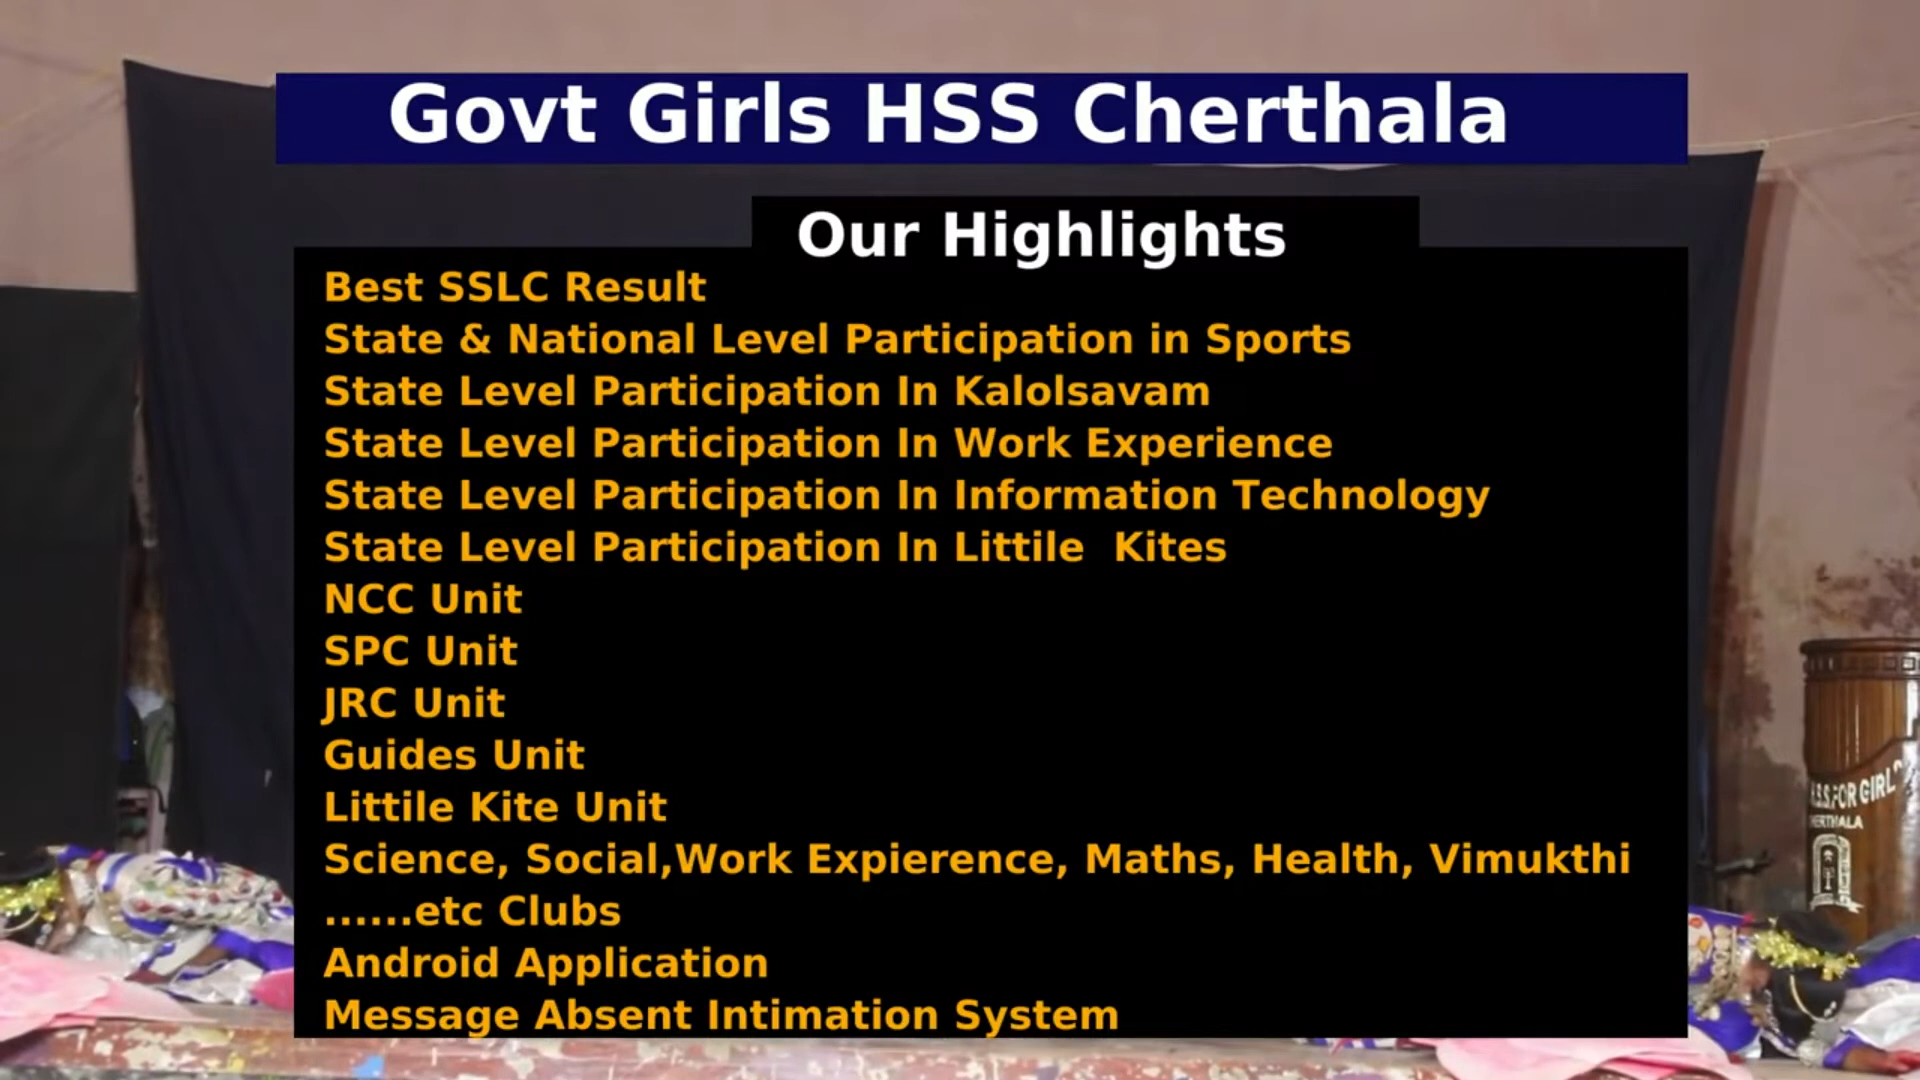 Govt Girls HSS Cherthala
Our Highlights
Best SSLC Result
State & National Level Participation in Sports
State Level Participation In Kalolsavam
State Level Participation In Work Experience
State Level Participation In Information Technology
State Level Participation In Littile  Kites
NCC Unit
SPC Unit
JRC Unit
Guides Unit
Littile Kite Unit
Science, Social,Work Expierence, Maths, Health, Vimukthi
......etc Clubs
Android Application
Message Absent Intimation System
.S.S.FOR GIRL